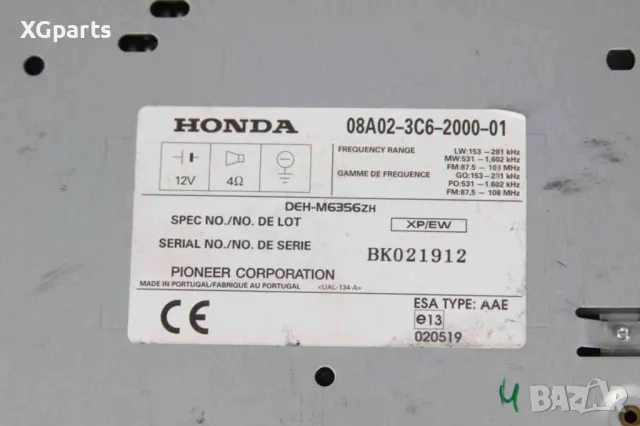 XGparts
HONDA
08A02-3C6-2000-01
FREQUENCY RANGE
LW:153 – 281 kHz
MW:531 – 1,602 kHz
FM:87.5 – 108 MHz
GAMME DE FREQUENCE
GO:153 – 281 kHz
PO:531 – 1.602 kHz
FM:87.5 – 108 MHz
12V
4Ω
DEH-M6356ZH
SPEC NO./NO. DE LOT
XP/EW
SERIAL NO./NO. DE SERIE
BK021912
PIONEER CORPORATION
MADE IN PORTUGAL/FABRIQUÉ AU PORTUGAL
<UAL-134-A>
CE
ESA TYPE: AAE
e13
020519
BAZAR